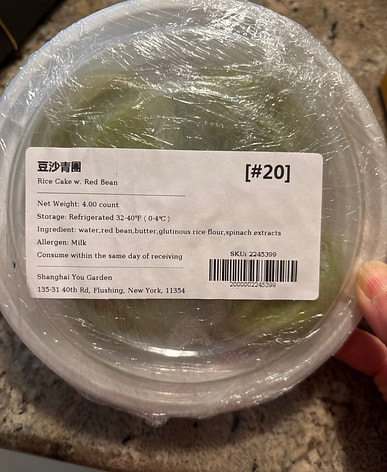 豆沙青團
[#20]
Rice Cake w. Red Bean
Net Weight: 4.00 count
Storage: Refrigerated 32-40°F ( 0-4℃ )
Ingredient: water,red bean,butter,glutinous rice flour,spinach extracts
Allergen: Milk
Consume within the same day of receiving
SKU: 2245399
2000002245399
Shanghai You Garden
135-31 40th Rd, Flushing, New York, 11354